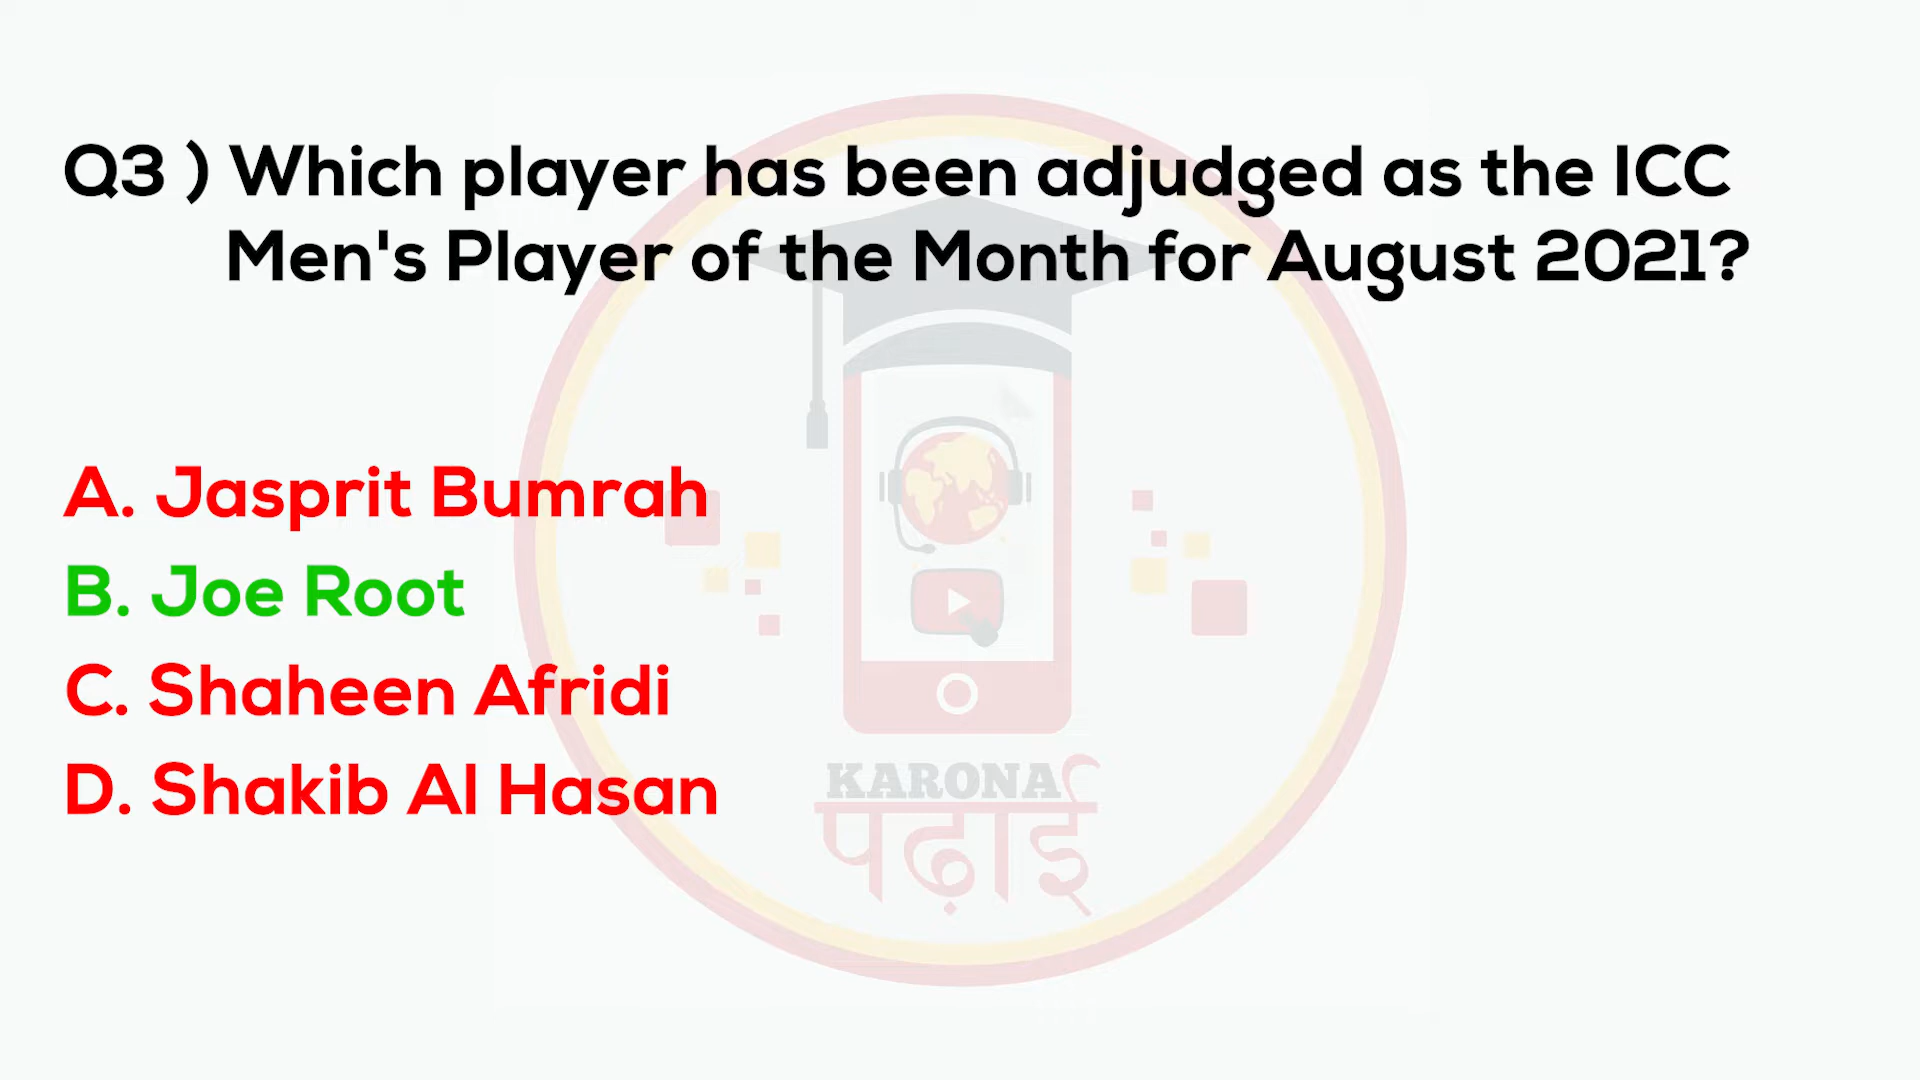 Q3 ) Which player has been adjudged as the ICC
Men's Player of the Month for August 2021?
A. Jasprit Bumrah
B. Joe Root
C. Shaheen Afridi
D. Shakib Al Hasan
KARONA
पढ़ाई